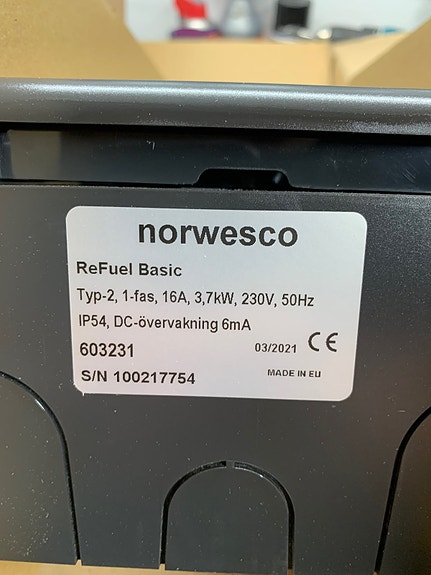 norwesco
ReFuel Basic
Typ-2, 1-fas, 16A, 3,7kW, 230V, 50Hz
IP54, DC-övervakning 6mA
603231 03/2021 CE
S/N 100217754 MADE IN EU